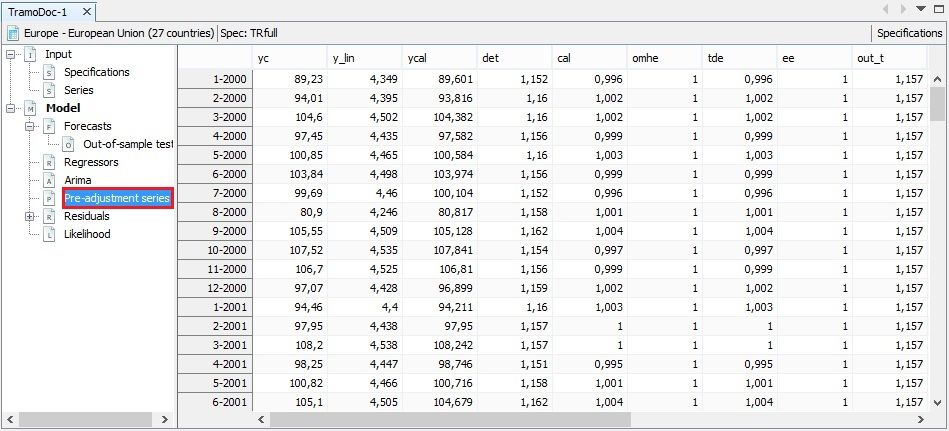 TramoDoc-1
Europe - European Union (27 countries) Spec: TRfull Specifications
Input
Specifications
Series
Model
Forecasts
Out-of-sample test
Regressors
Arima
Pre-adjustment series
Residuals
Likelihood
yc y_lin ycal det cal omhe tde ee out_t
1-2000 89,23 4,349 89,601 1,152 0,996 1 0,996 1 1,157
2-2000 94,01 4,395 93,816 1,16 1,002 1 1,002 1 1,157
3-2000 104,6 4,502 104,382 1,16 1,002 1 1,002 1 1,157
4-2000 97,45 4,435 97,582 1,156 0,999 1 0,999 1 1,157
5-2000 100,85 4,465 100,584 1,16 1,003 1 1,003 1 1,157
6-2000 103,84 4,498 103,974 1,156 0,999 1 0,999 1 1,157
7-2000 99,69 4,46 100,104 1,152 0,996 1 0,996 1 1,157
8-2000 80,9 4,246 80,817 1,158 1,001 1 1,001 1 1,157
9-2000 105,55 4,509 105,128 1,162 1,004 1 1,004 1 1,157
10-2000 107,52 4,535 107,841 1,154 0,997 1 0,997 1 1,157
11-2000 106,7 4,525 106,81 1,156 0,999 1 0,999 1 1,157
12-2000 97,07 4,428 96,899 1,159 1,002 1 1,002 1 1,157
1-2001 94,46 4,4 94,211 1,16 1,003 1 1,003 1 1,157
2-2001 97,95 4,438 97,95 1,157 1 1 1 1 1,157
3-2001 108,2 4,538 108,242 1,157 1 1 1 1 1,157
4-2001 98,25 4,447 98,746 1,151 0,995 1 0,995 1 1,157
5-2001 100,82 4,466 100,716 1,158 1,001 1 1,001 1 1,157
6-2001 105,1 4,505 104,679 1,162 1,004 1 1,004 1 1,157